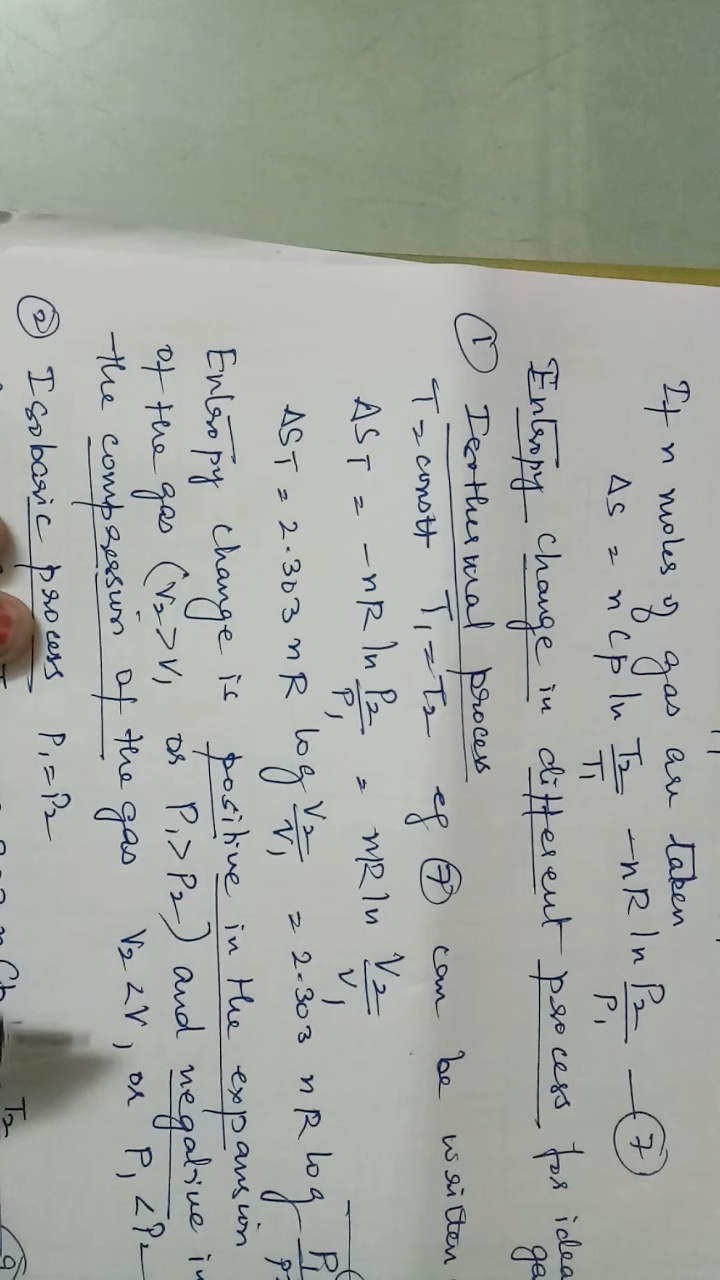 If n moles of gas are taken
ΔS = nCp ln T2/T1 - nR ln P2/P1 — (7)
Entropy change in different process for idea
ga
(1) Isothermal process
T = constt T1 = T2 eq (7) can be written
ΔST = -nR ln P2/P1 = nR ln V2/V1
ΔST = 2.303 nR log V2/V1 = 2.303 nR log P1/P
Entropy change is positive in the expansion
of the gas (V2 > V1 or P1 > P2) and negative in
the compression of the gas V2 < V1 or P1 < P2
(2) Isobaric process P1 = P2